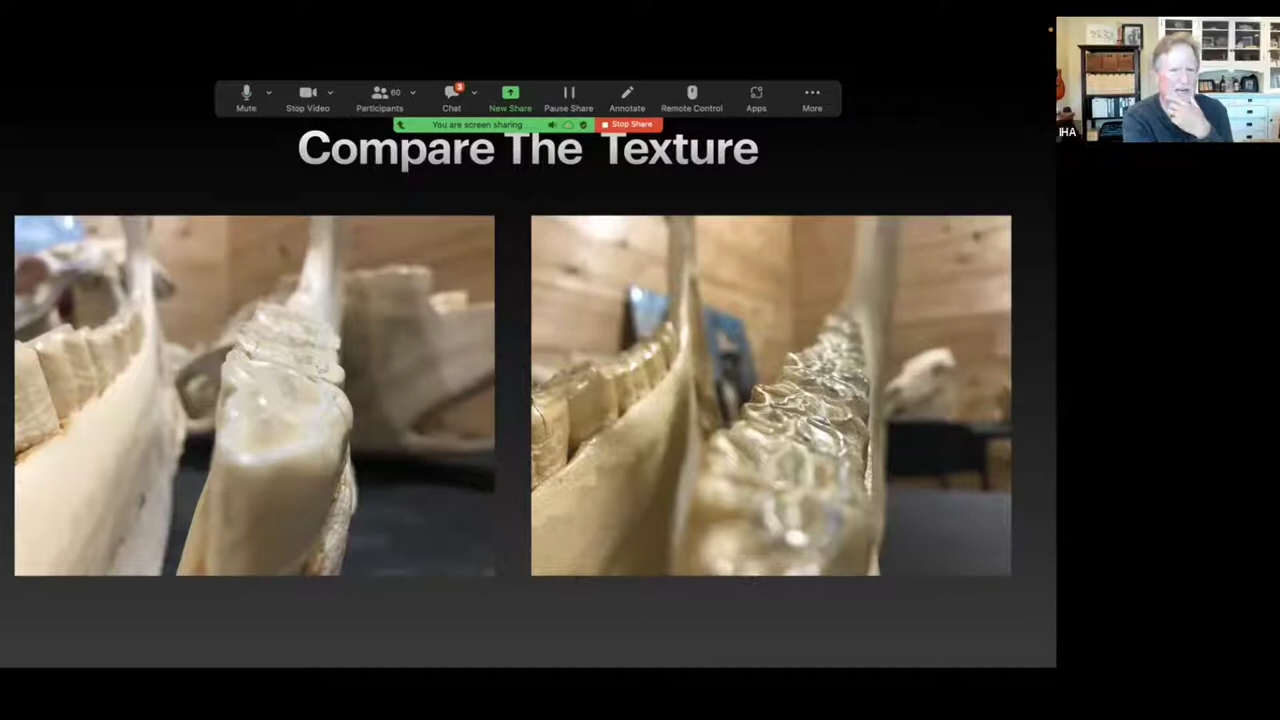 60
3
Mute
Stop Video
Participants
Chat
New Share
Pause Share
Annotate
Remote Control
Apps
More
You are screen sharing
Stop Share
Compare The Texture
IHA